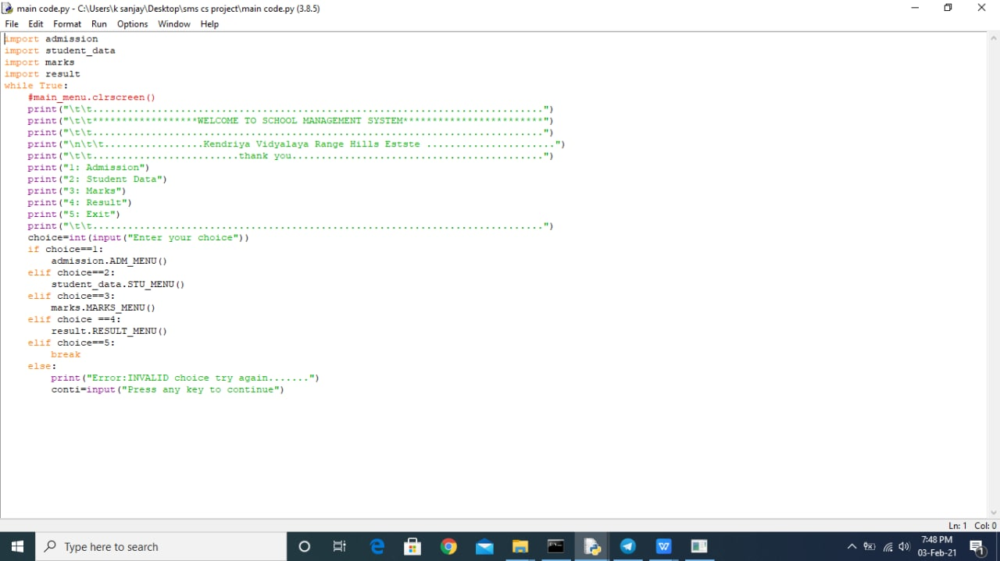 main code.py - C:\Users\k sanjay\Desktop\sms cs project\main code.py (3.8.5)
File Edit Format Run Options Window Help
import admission
import student_data
import marks
import result
while True:
    #main_menu.clrscreen()
    print("\t\t.............................................................................")
    print("\t\t******************WELCOME TO SCHOOL MANAGEMENT SYSTEM************************")
    print("\t\t.............................................................................")
    print("\n\t\t.................Kendriya Vidyalaya Range Hills Estste ......................")
    print("\t\t.........................thank you...........................................")
    print("1: Admission")
    print("2: Student Data")
    print("3: Marks")
    print("4: Result")
    print("5: Exit")
    print("\t\t.............................................................................")
    choice=int(input("Enter your choice"))
    if choice==1:
        admission.ADM_MENU()
    elif choice==2:
        student_data.STU_MENU()
    elif choice==3:
        marks.MARKS_MENU()
    elif choice ==4:
        result.RESULT_MENU()
    elif choice==5:
        break
    else:
        print("Error:INVALID choice try again.......")
        conti=input("Press any key to continue")
Ln: 1 Col: 0
Type here to search
7:48 PM
03-Feb-21
1